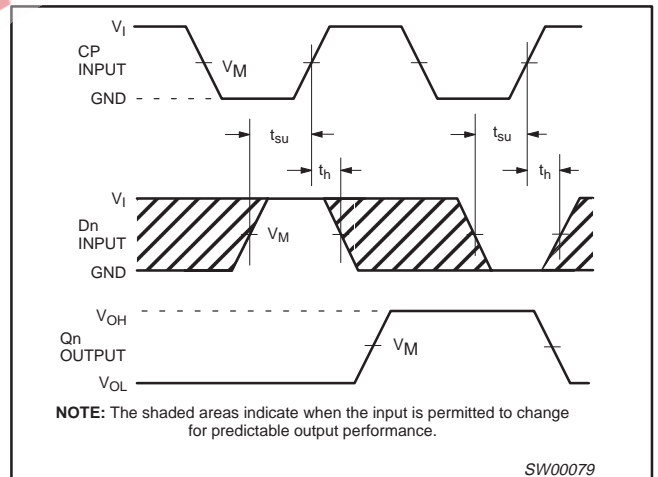 VI
CP
INPUT
VM
GND
tsu
tsu
th
th
VI
Dn
INPUT
VM
GND
VOH
Qn
OUTPUT
VM
VOL
NOTE: The shaded areas indicate when the input is permitted to change
for predictable output performance.
SW00079